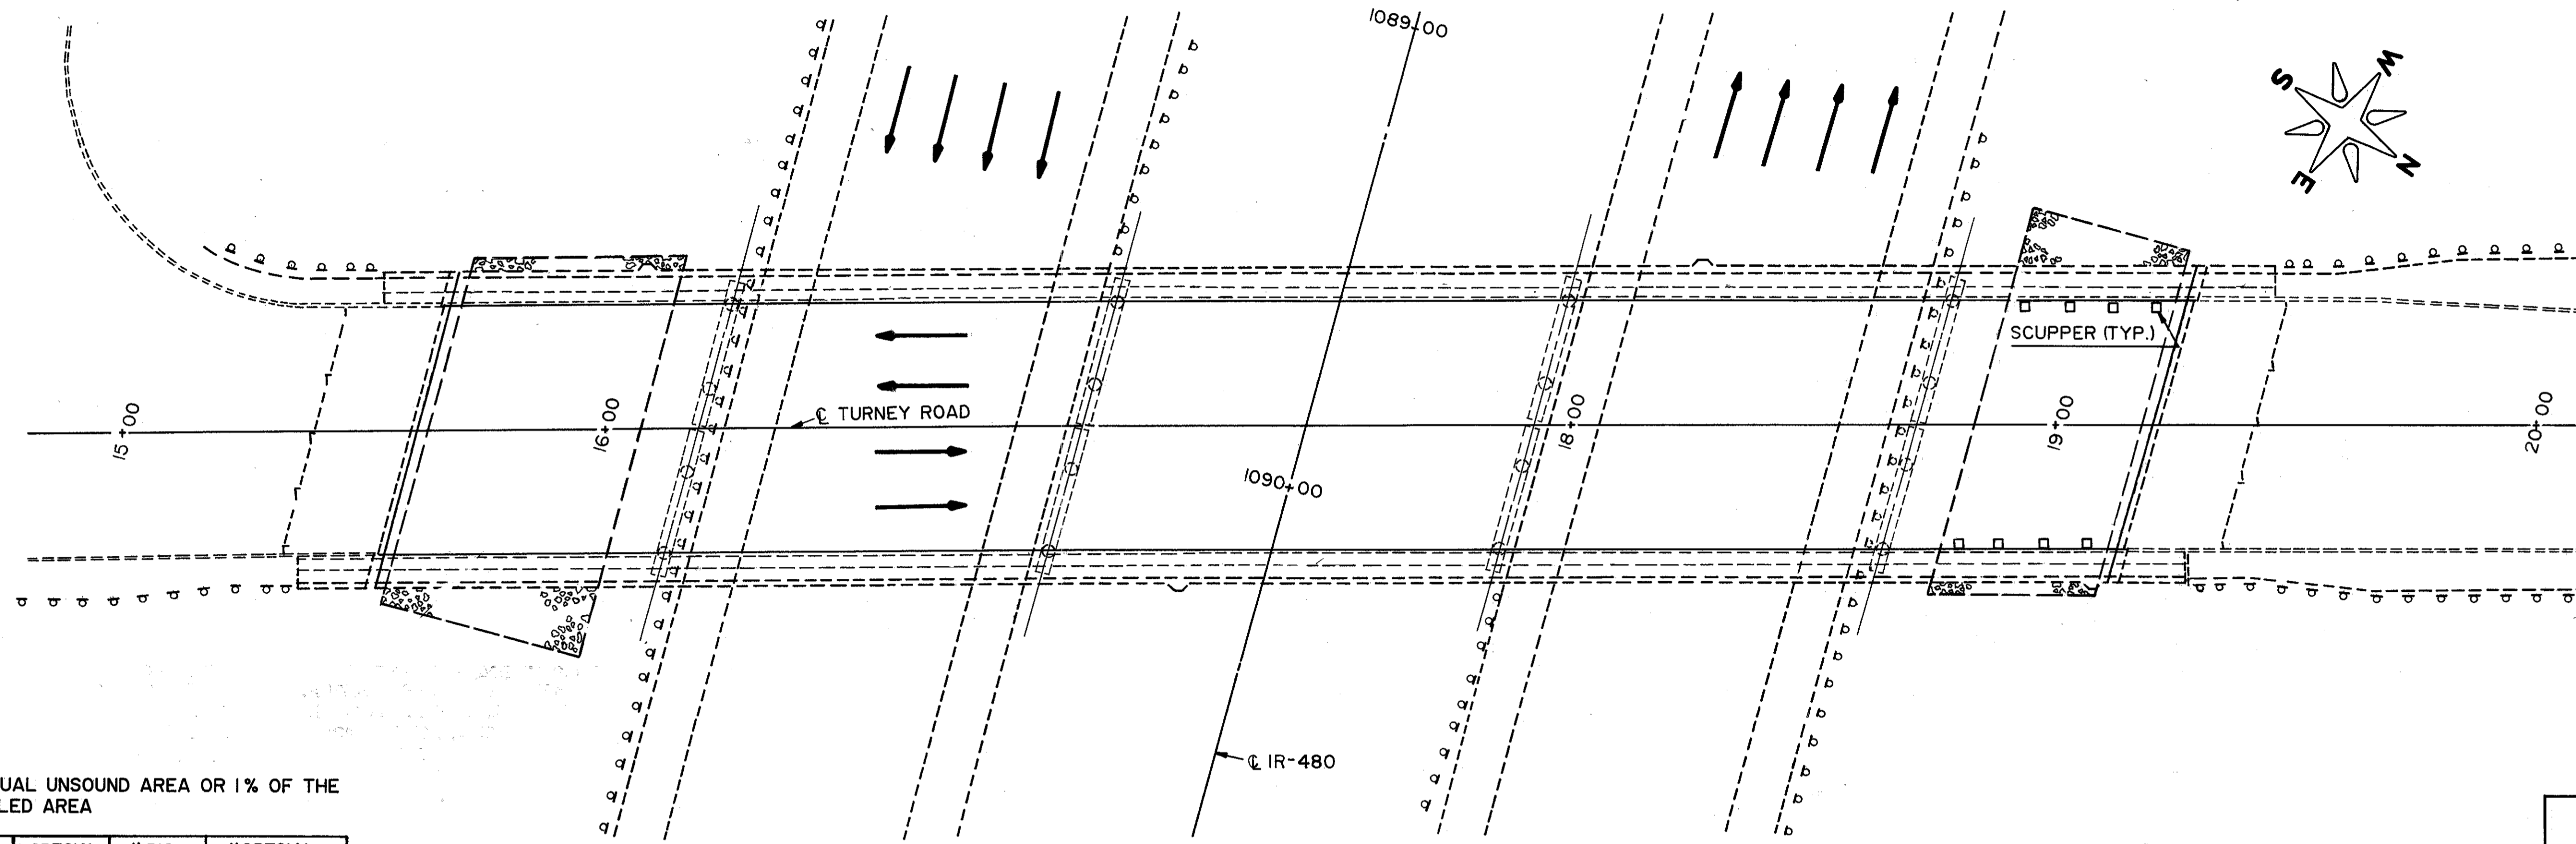 1089+00
S
W
E
N
SCUPPER (TYP.)
15+00
16+00
℄ TURNEY ROAD
18+00
19+00
20+00
1090+00
℄ IR-480
UAL UNSOUND AREA OR 1% OF THE
LED AREA